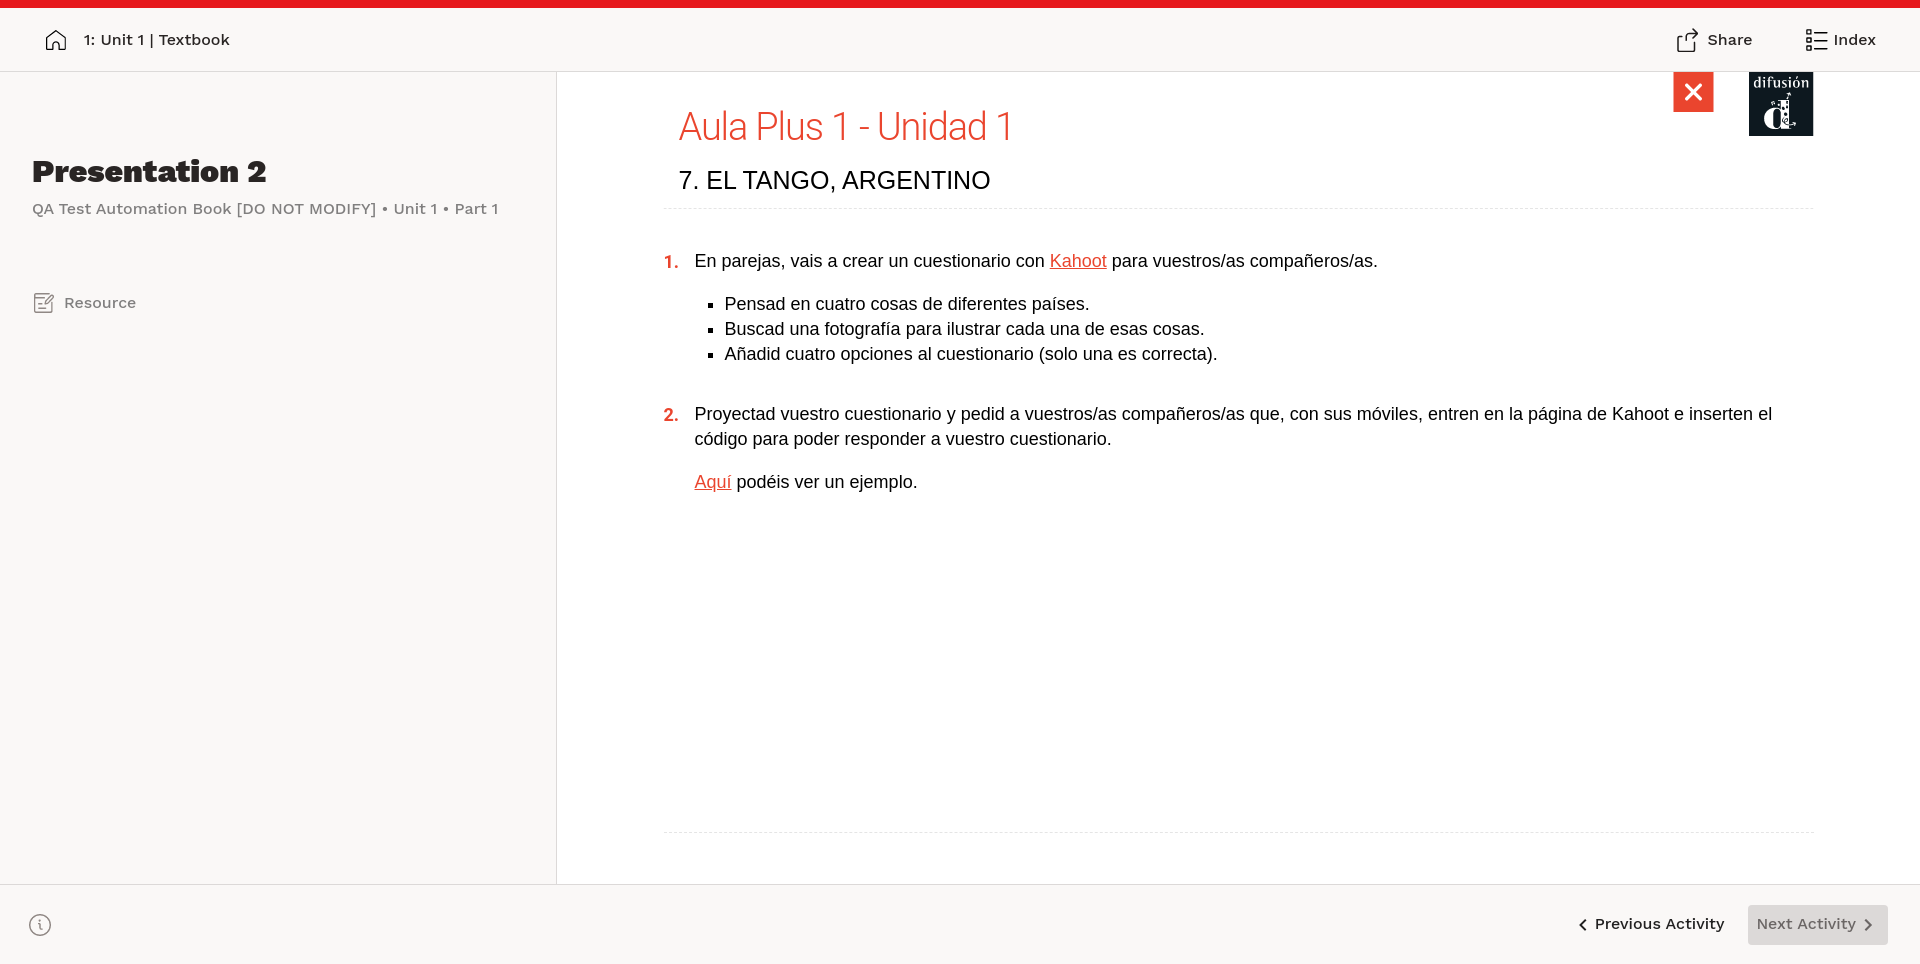 1: Unit 1 | Textbook
Share
Index
Presentation 2
QA Test Automation Book [DO NOT MODIFY] • Unit 1 • Part 1
Resource
difusión
d
Aula Plus 1 - Unidad 1
7. EL TANGO, ARGENTINO
1. En parejas, vais a crear un cuestionario con Kahoot para vuestros/as compañeros/as.
▪ Pensad en cuatro cosas de diferentes países.
▪ Buscad una fotografía para ilustrar cada una de esas cosas.
▪ Añadid cuatro opciones al cuestionario (solo una es correcta).
2. Proyectad vuestro cuestionario y pedid a vuestros/as compañeros/as que, con sus móviles, entren en la página de Kahoot e inserten el
código para poder responder a vuestro cuestionario.
Aquí podéis ver un ejemplo.
Previous Activity
Next Activity